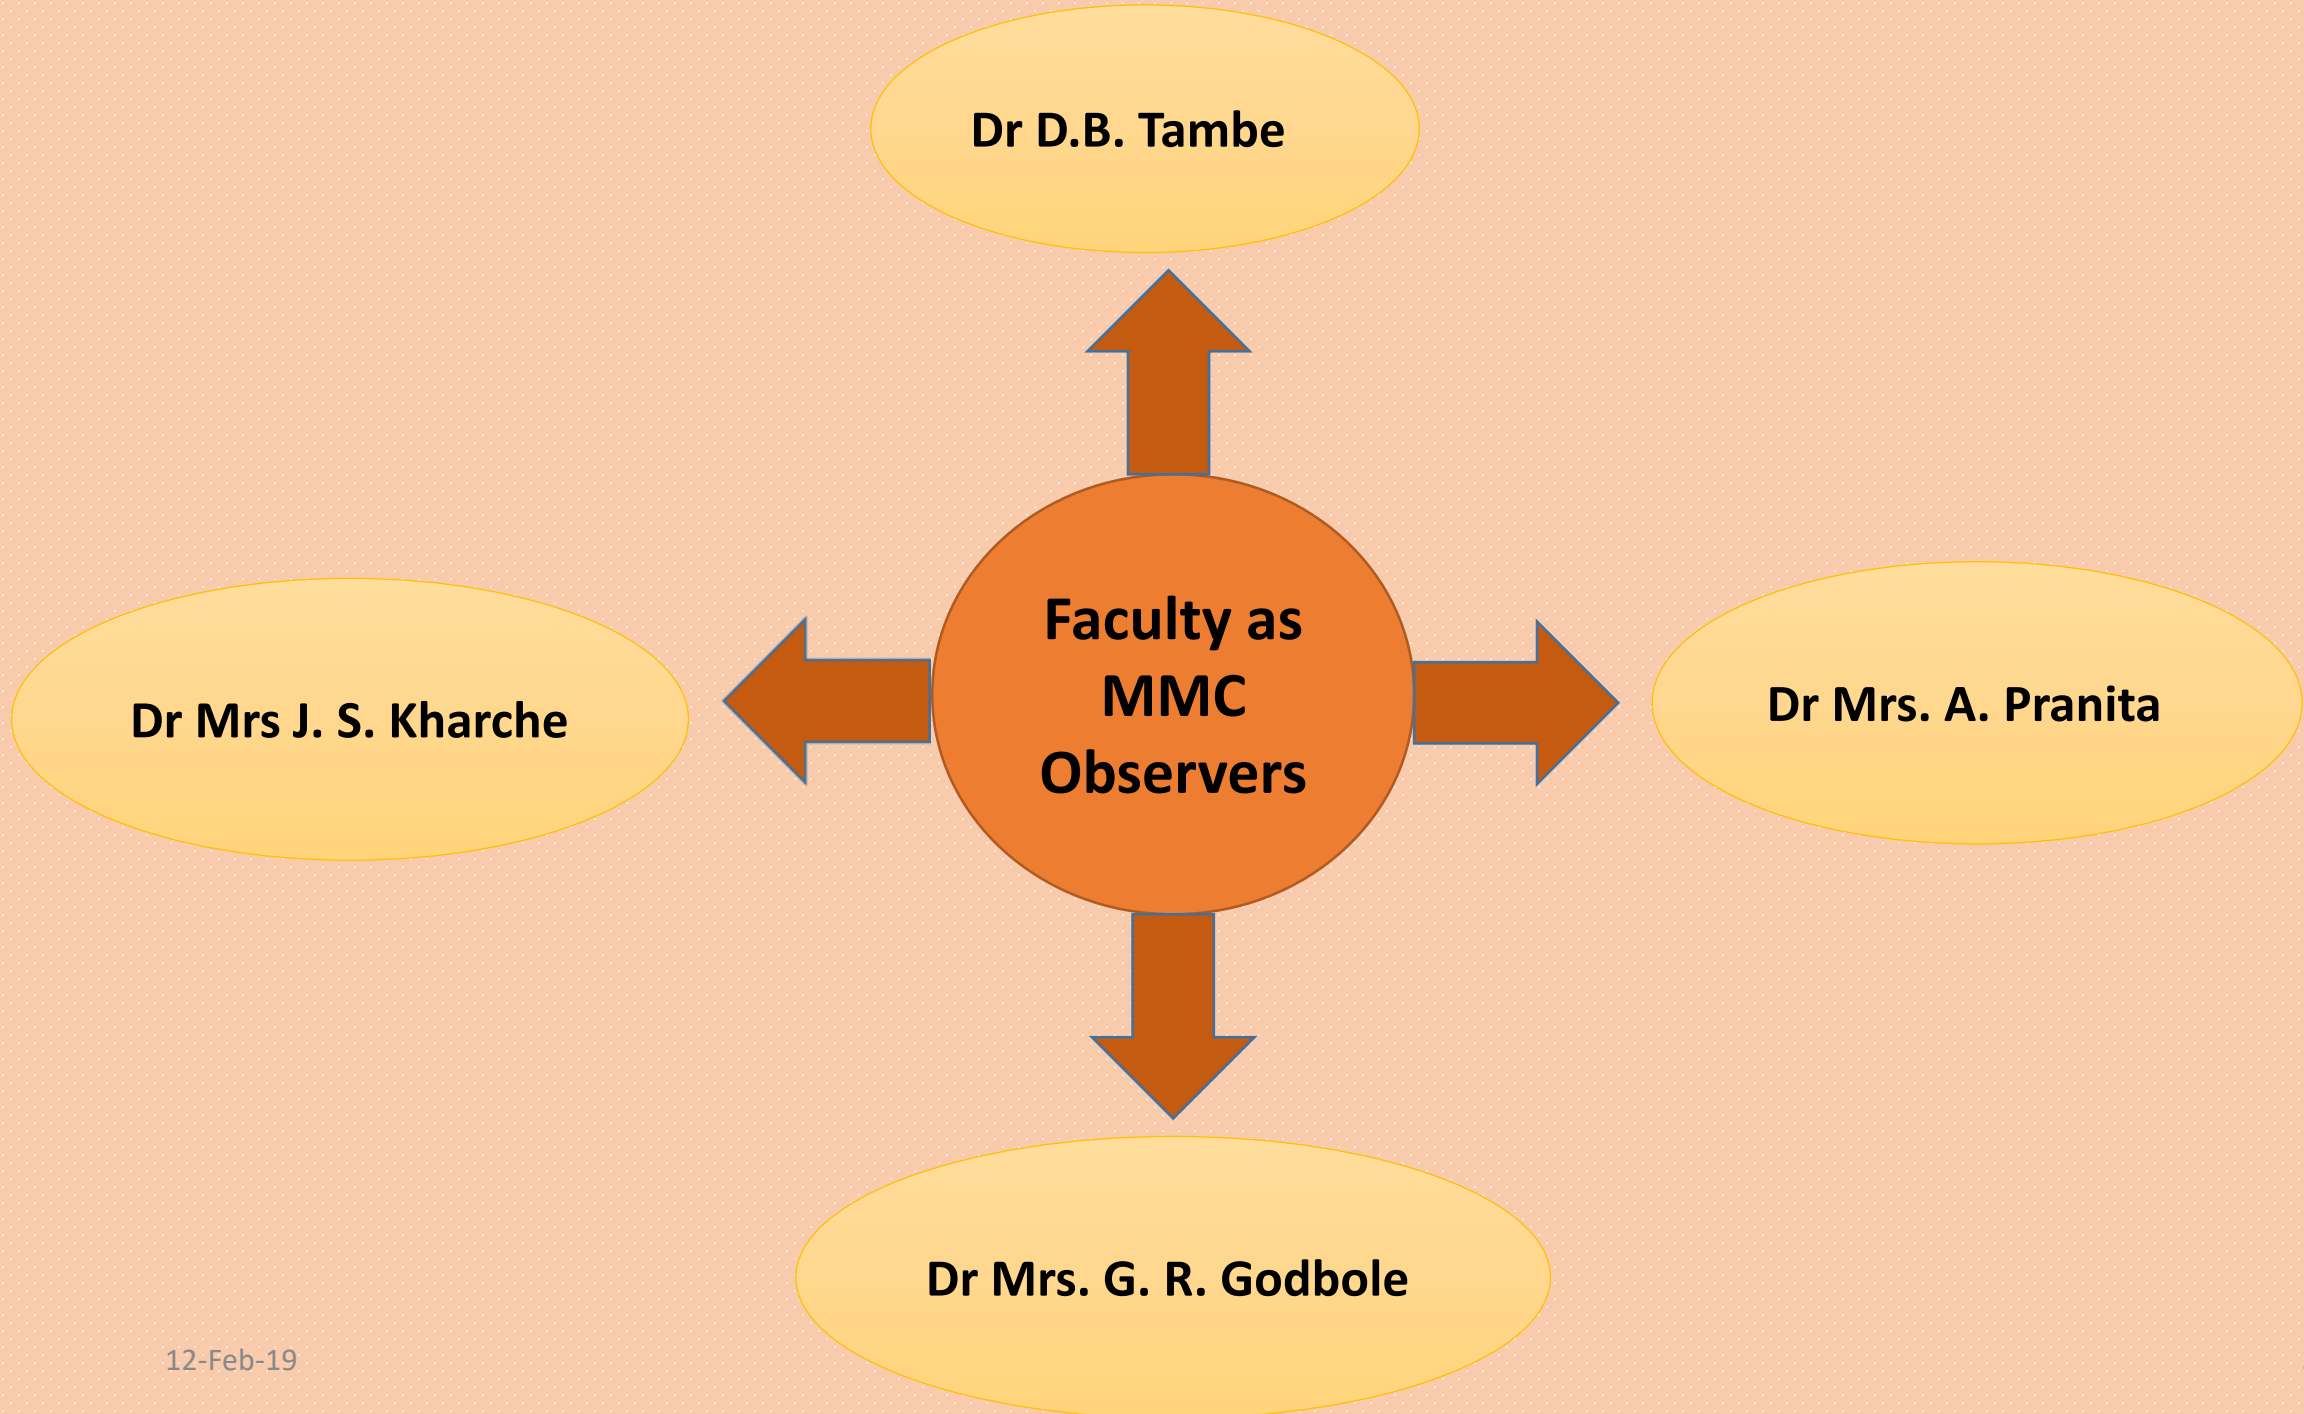 Dr D.B. Tambe
Faculty as
MMC
Observers
Dr Mrs J. S. Kharche
Dr Mrs. A. Pranita
Dr Mrs. G. R. Godbole
12-Feb-19